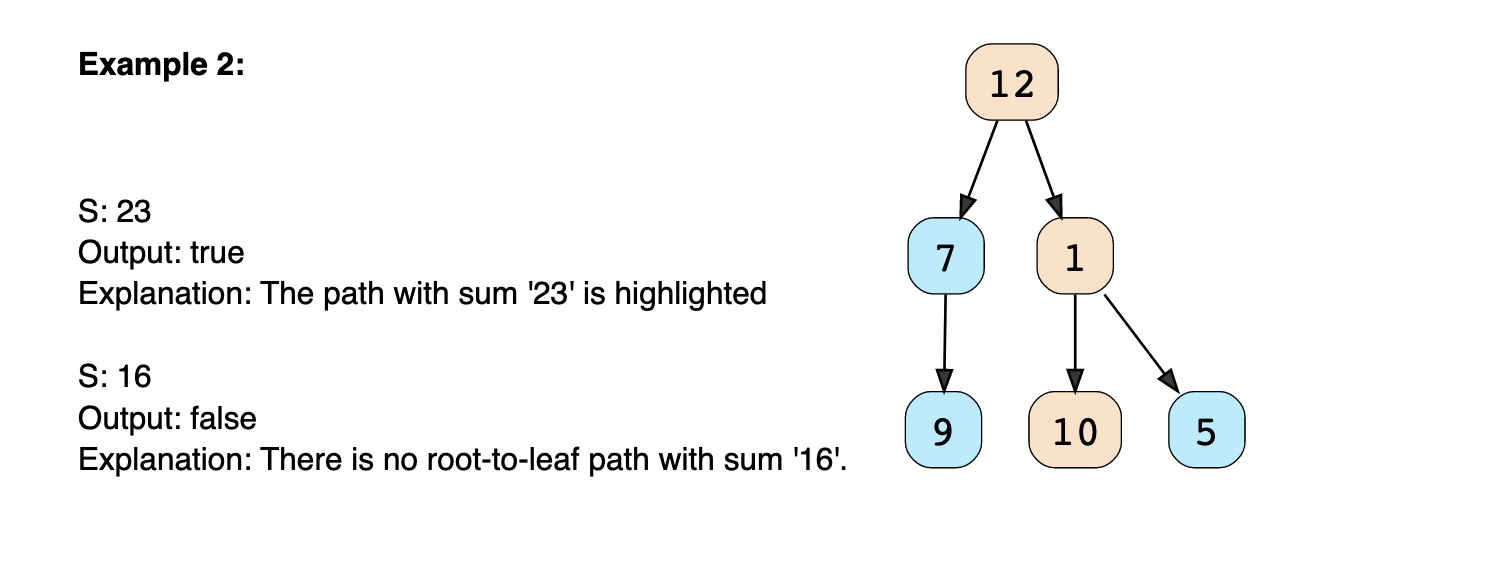 Example 2:
S: 23
Output: true
Explanation: The path with sum '23' is highlighted
S: 16
Output: false
Explanation: There is no root-to-leaf path with sum '16'.
12
7
1
9
10
5